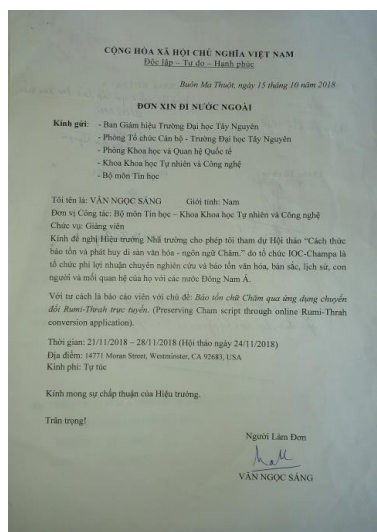 CỘNG HÒA XÃ HỘI CHỦ NGHĨA VIỆT NAM
Độc lập – Tự do – Hạnh phúc
Buôn Ma Thuột, ngày 15 tháng 10 năm 2018
ĐƠN XIN ĐI NƯỚC NGOÀI
Kính gửi: - Ban Giám hiệu Trường Đại học Tây Nguyên
- Phòng Tổ chức Cán bộ - Trường Đại học Tây Nguyên
- Phòng Khoa học và Quan hệ Quốc tế
- Khoa Khoa học Tự nhiên và Công nghệ
- Bộ môn Tin học
Tôi tên là: VĂN NGỌC SÁNG Giới tính: Nam
Đơn vị Công tác: Bộ môn Tin học – Khoa Khoa học Tự nhiên và Công nghệ
Chức vụ: Giảng viên
Kính đề nghị Hiệu trưởng Nhà trường cho phép tôi tham dự Hội thảo “Cách thức
bảo tồn và phát huy di sản văn hóa - ngôn ngữ Chăm.” do tổ chức IOC-Champa là
tổ chức phi lợi nhuận chuyên nghiên cứu và bảo tồn văn hóa, bản sắc, lịch sử, con
người và mối quan hệ của họ với các nước Đông Nam Á.
Với tư cách là báo cáo viên với chủ đề: Bảo tồn chữ Chăm qua ứng dụng chuyển
đổi Rumi-Thrah trực tuyến. (Preserving Cham script through online Rumi-Thrah
conversion application).
Thời gian: 21/11/2018 – 28/11/2018 (Hội thảo ngày 24/11/2018)
Địa điểm: 14771 Moran Street, Westminster, CA 92683, USA
Kinh phí: Tự túc
Kính mong sự chấp thuận của Hiệu trưởng.
Trân trọng!
Người Làm Đơn
VĂN NGỌC SÁNG